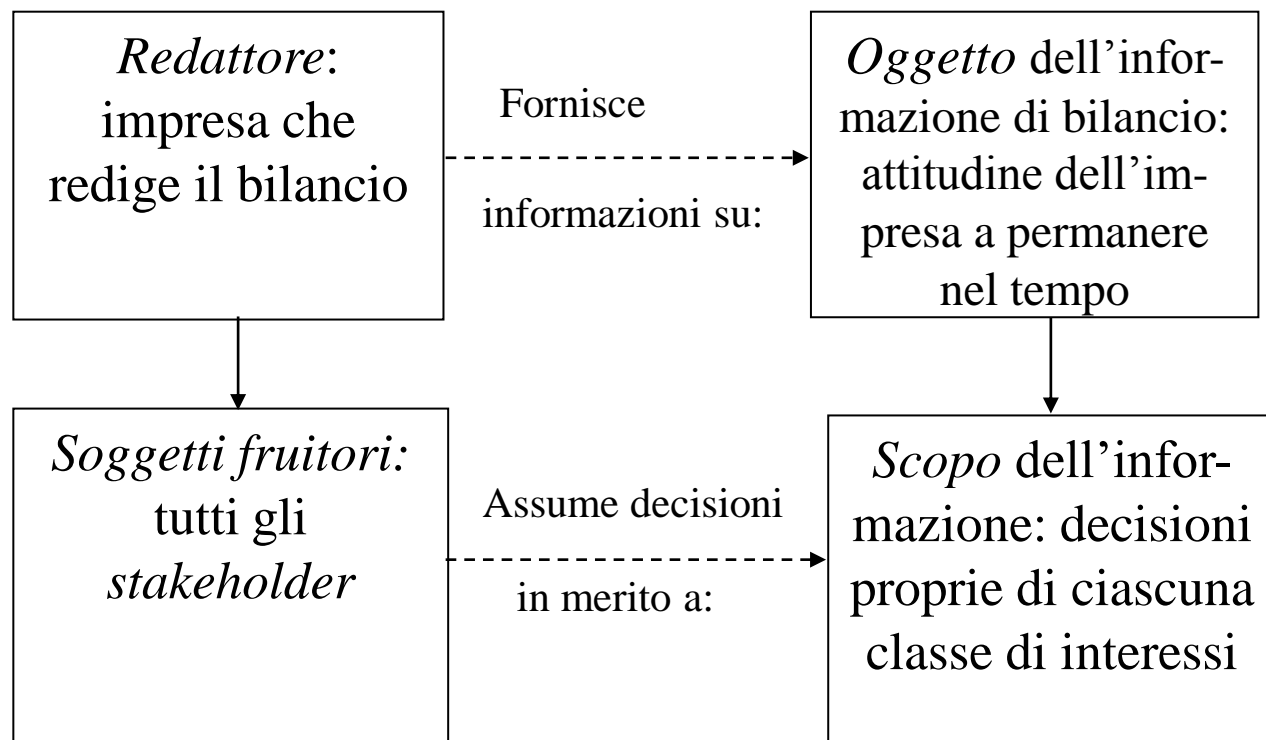 Redattore:
impresa che
redige il bilancio
Fornisce
informazioni su:
Oggetto dell’infor-
mazione di bilancio:
attitudine dell’im-
presa a permanere
nel tempo
Soggetti fruitori:
tutti gli
stakeholder
Assume decisioni
in merito a:
Scopo dell’infor-
mazione: decisioni
proprie di ciascuna
classe di interessi